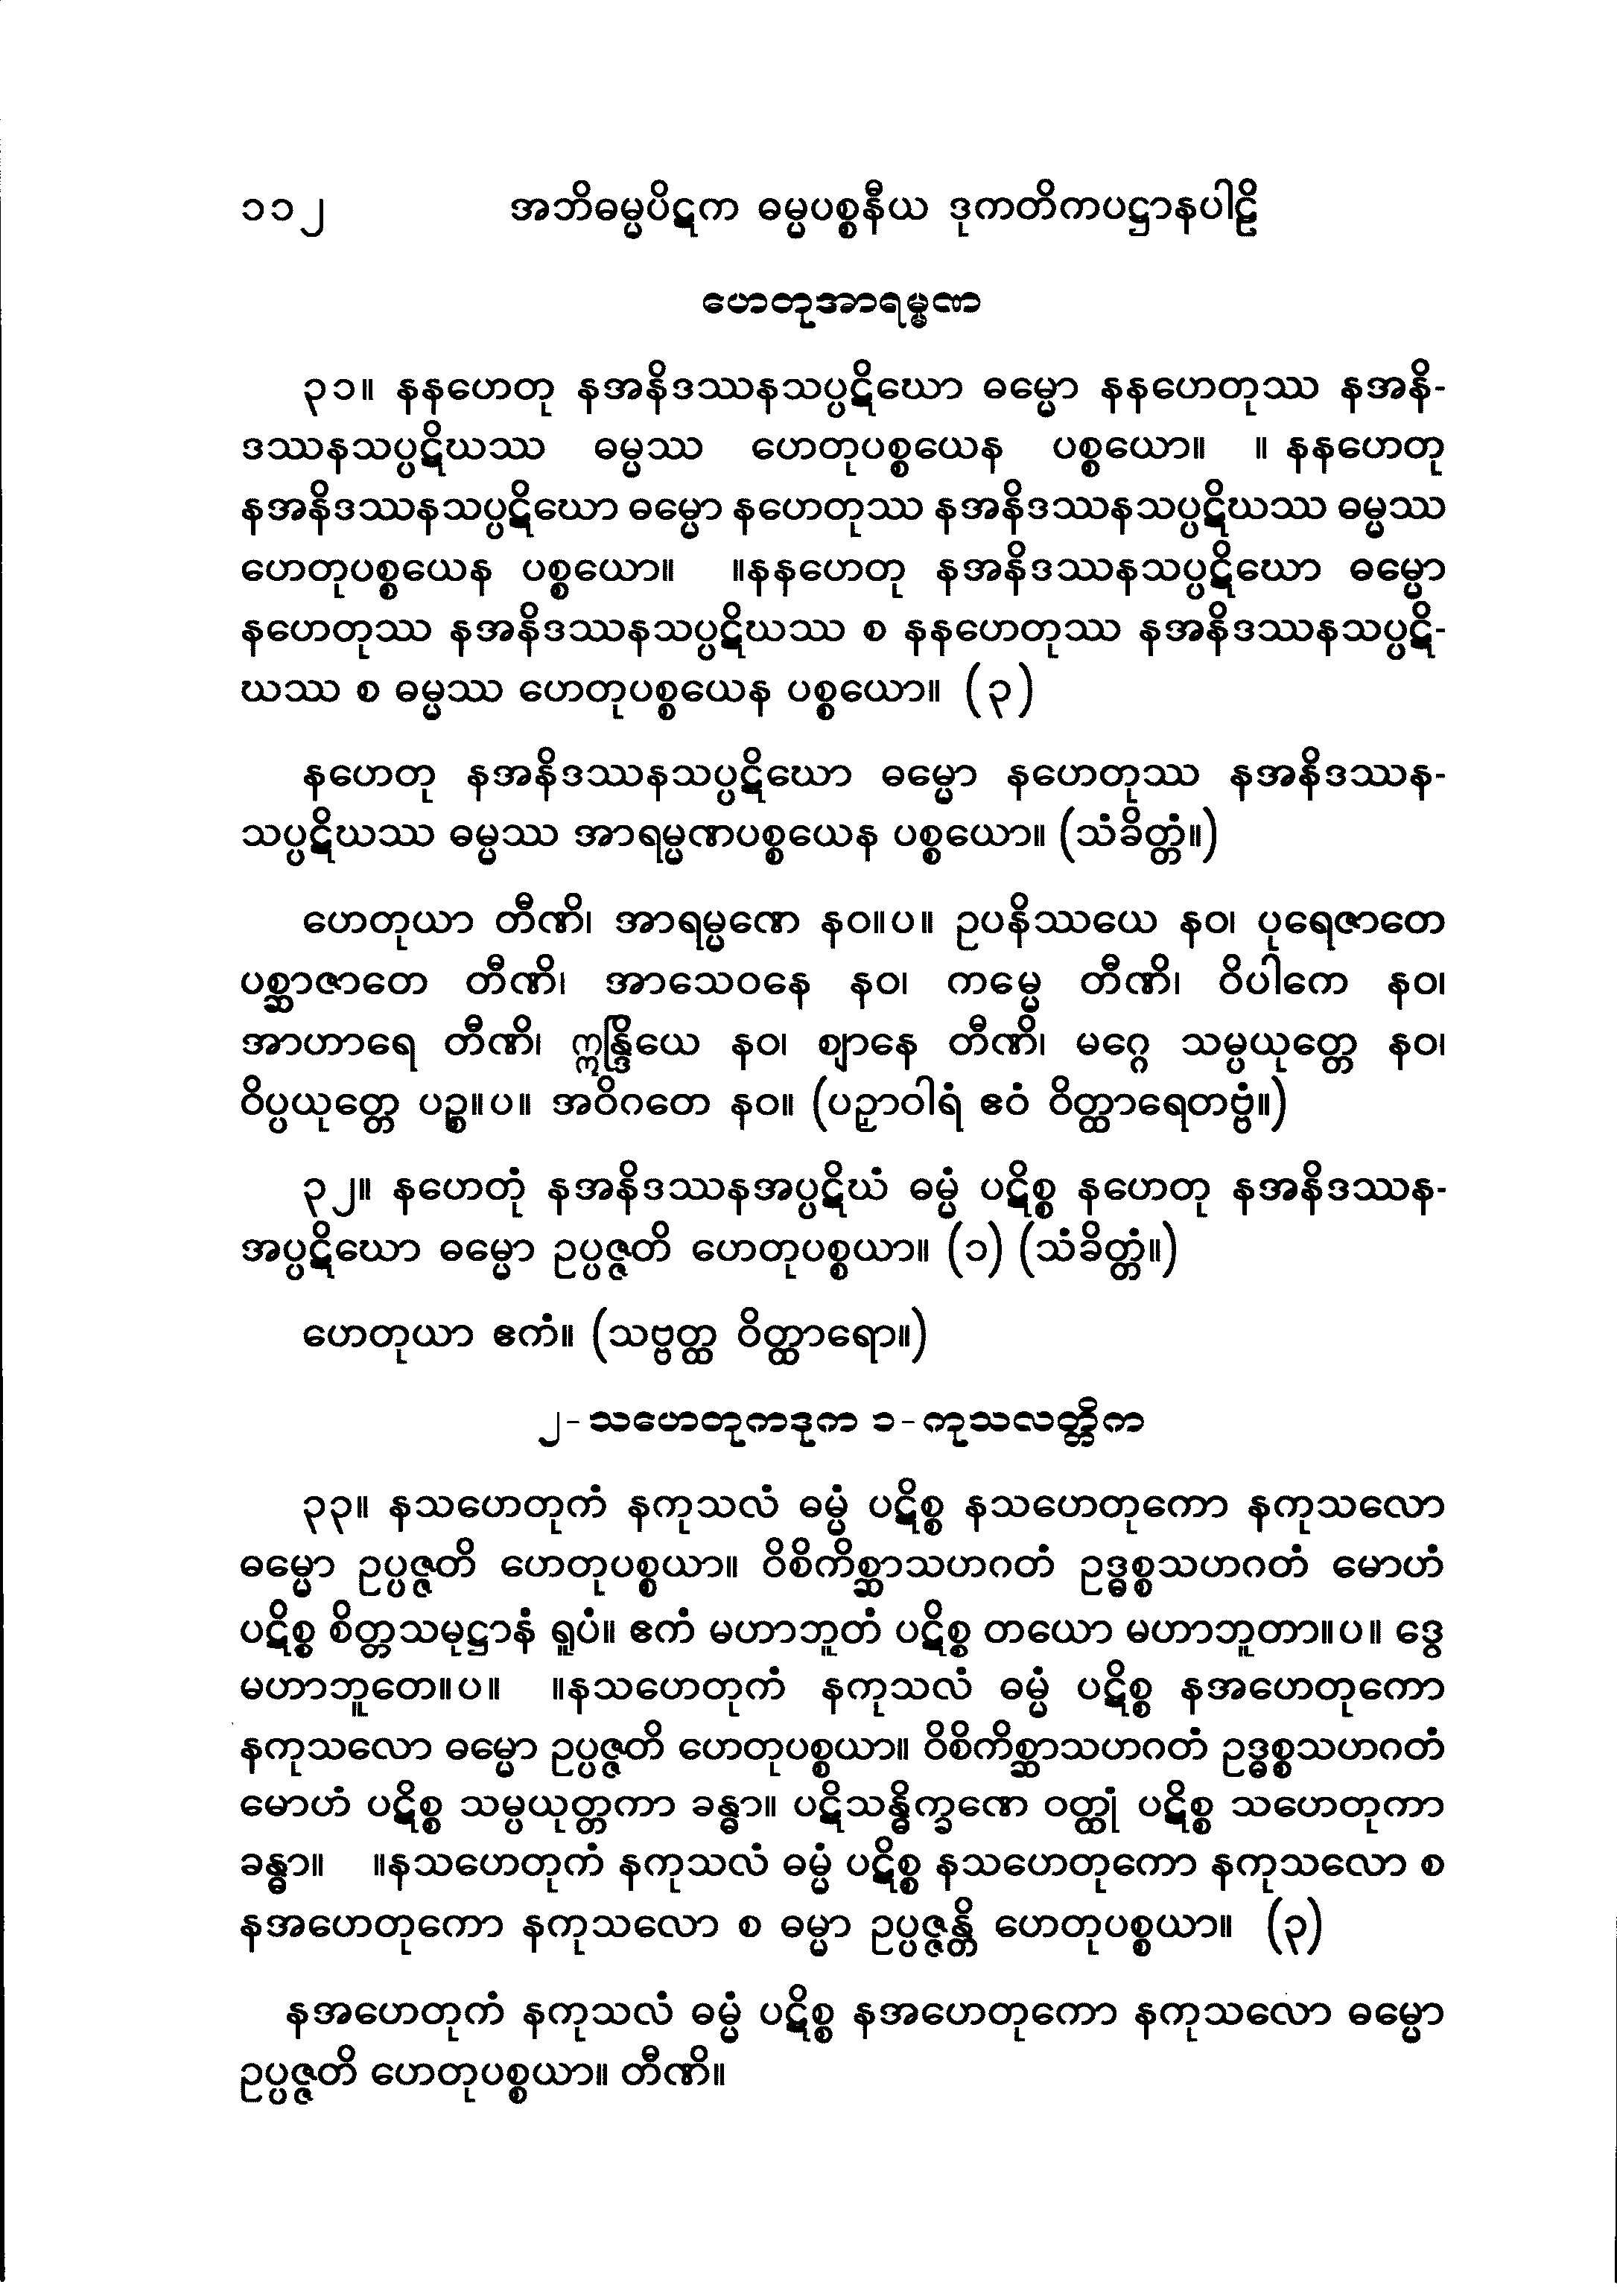 ၁၁၂ အဘိဓမ္မပိဋက ဓမ္မပစ္စနီယ ဒုကတိကပဋ္ဌာနပါဠိ
ဟေတုအာရမ္မဏ
၃၁။ နနဟေတု နအနိဒဿနသပ္ပဋိဃော ဓမ္မော နနဟေတုဿ နအနိ-
ဒဿနသပ္ပဋိဃဿ ဓမ္မဿ ဟေတုပစ္စယေန ပစ္စယော။ ။ နနဟေတု
နအနိဒဿနသပ္ပဋိဃော ဓမ္မော နဟေတုဿ နအနိဒဿနသပ္ပဋိဃဿ ဓမ္မဿ
ဟေတုပစ္စယေန ပစ္စယော။ ။နနဟေတု နအနိဒဿနသပ္ပဋိဃော ဓမ္မော
နဟေတုဿ နအနိဒဿနသပ္ပဋိဃဿ စ နနဟေတုဿ နအနိဒဿနသပ္ပဋိ-
ဃဿ စ ဓမ္မဿ ဟေတုပစ္စယေန ပစ္စယော။ (၃)
နဟေတု နအနိဒဿနသပ္ပဋိဃော ဓမ္မော နဟေတုဿ နအနိဒဿန-
သပ္ပဋိဃဿ ဓမ္မဿ အာရမ္မဏပစ္စယေန ပစ္စယော။ (သံခိတ္တံ။)
ဟေတုယာ တီဏိ၊ အာရမ္မဏေ နဝ။ပ။ ဥပနိဿယေ နဝ၊ ပုရေဇာတေ
ပစ္ဆာဇာတေ တီဏိ၊ အာသေဝနေ နဝ၊ ကမ္မေ တီဏိ၊ ဝိပါကေ နဝ၊
အာဟာရေ တီဏိ၊ ဣန္ဒြိယေ နဝ၊ ဈာနေ တီဏိ၊ မဂ္ဂေ သမ္ပယုတ္တေ နဝ၊
ဝိပ္ပယုတ္တေ ပဉ္စ။ပ။ အဝိဂတေ နဝ။ (ပဉှာဝါရံ ဧဝံ ဝိတ္ထာရေတဗ္ဗံ။)
၃၂။ နဟေတုံ နအနိဒဿနအပ္ပဋိဃံ ဓမ္မံ ပဋိစ္စ နဟေတု နအနိဒဿန-
အပ္ပဋိဃော ဓမ္မော ဥပ္ပဇ္ဇတိ ဟေတုပစ္စယာ။ (၁) (သံခိတ္တံ။)
ဟေတုယာ ဧကံ။ (သဗ္ဗတ္ထ ဝိတ္ထာရော။)
၂-သဟေတုကဒုက ၁-ကုသလတ္တိက
၃၃။ နသဟေတုကံ နကုသလံ ဓမ္မံ ပဋိစ္စ နသဟေတုကော နကုသလော
ဓမ္မော ဥပ္ပဇ္ဇတိ ဟေတုပစ္စယာ။ ဝိစိကိစ္ဆာသဟဂတံ ဥဒ္ဓစ္စသဟဂတံ မောဟံ
ပဋိစ္စ စိတ္တသမုဋ္ဌာနံ ရူပံ။ ဧကံ မဟာဘူတံ ပဋိစ္စ တယော မဟာဘူတာ။ပ။ ဒွေ
မဟာဘူတေ။ပ။ ။နသဟေတုကံ နကုသလံ ဓမ္မံ ပဋိစ္စ နအဟေတုကော
နကုသလော ဓမ္မော ဥပ္ပဇ္ဇတိ ဟေတုပစ္စယာ။ ဝိစိကိစ္ဆာသဟဂတံ ဥဒ္ဓစ္စသဟဂတံ
မောဟံ ပဋိစ္စ သမ္ပယုတ္တကာ ခန္ဓာ။ ပဋိသန္ဓိက္ခဏေ ဝတ္ထုံ ပဋိစ္စ သဟေတုကာ
ခန္ဓာ။ ။နသဟေတုကံ နကုသလံ ဓမ္မံ ပဋိစ္စ နသဟေတုကော နကုသလော စ
နအဟေတုကော နကုသလော စ ဓမ္မာ ဥပ္ပဇ္ဇန္တိ ဟေတုပစ္စယာ။ (၃)
နအဟေတုကံ နကုသလံ ဓမ္မံ ပဋိစ္စ နအဟေတုကော နကုသလော ဓမ္မော
ဥပ္ပဇ္ဇတိ ဟေတုပစ္စယာ။ တီဏိ။